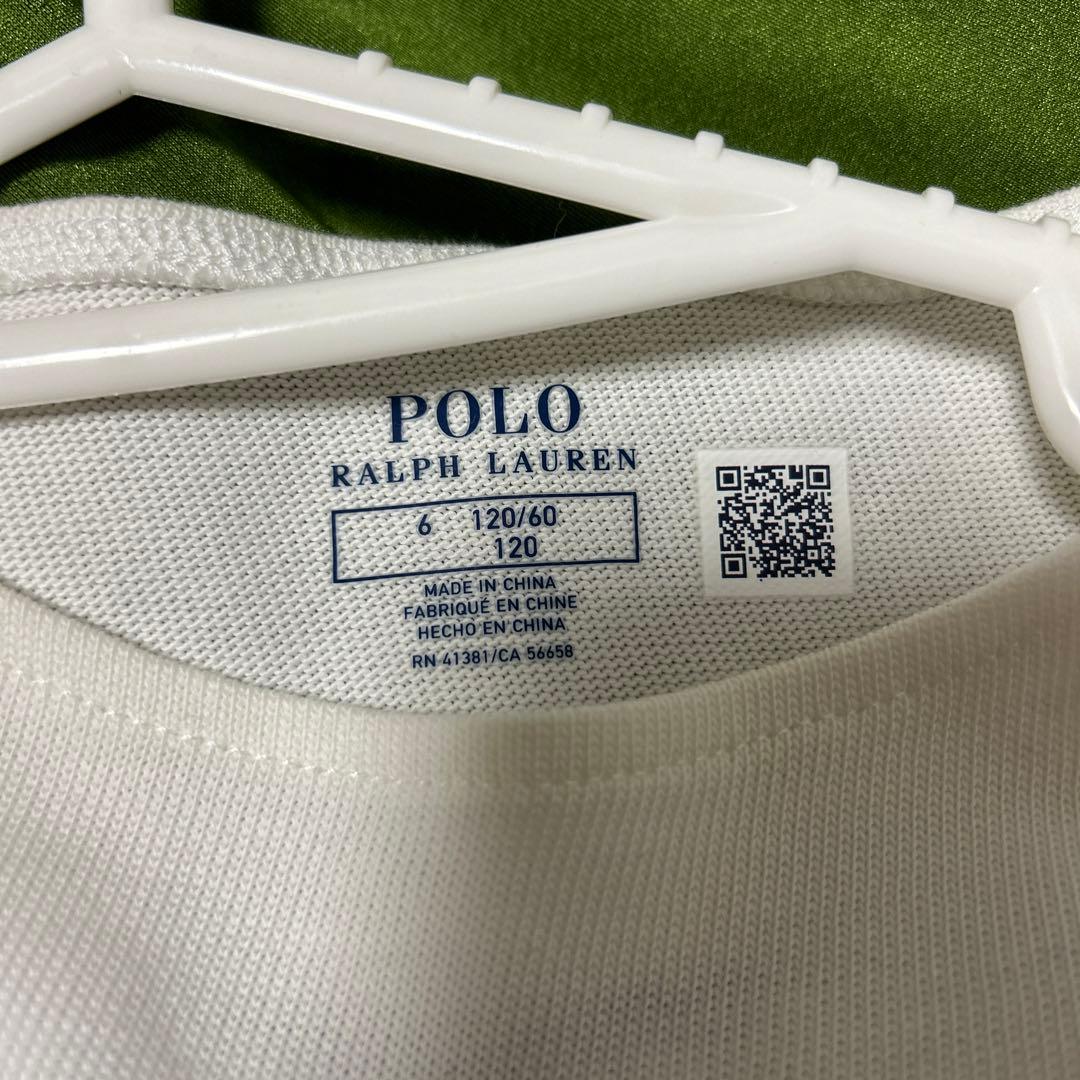 POLO
RALPH LAUREN
6 120/60
120
MADE IN CHINA
FABRIQUÉ EN CHINE
HECHO EN CHINA
RN 41381/CA 56658